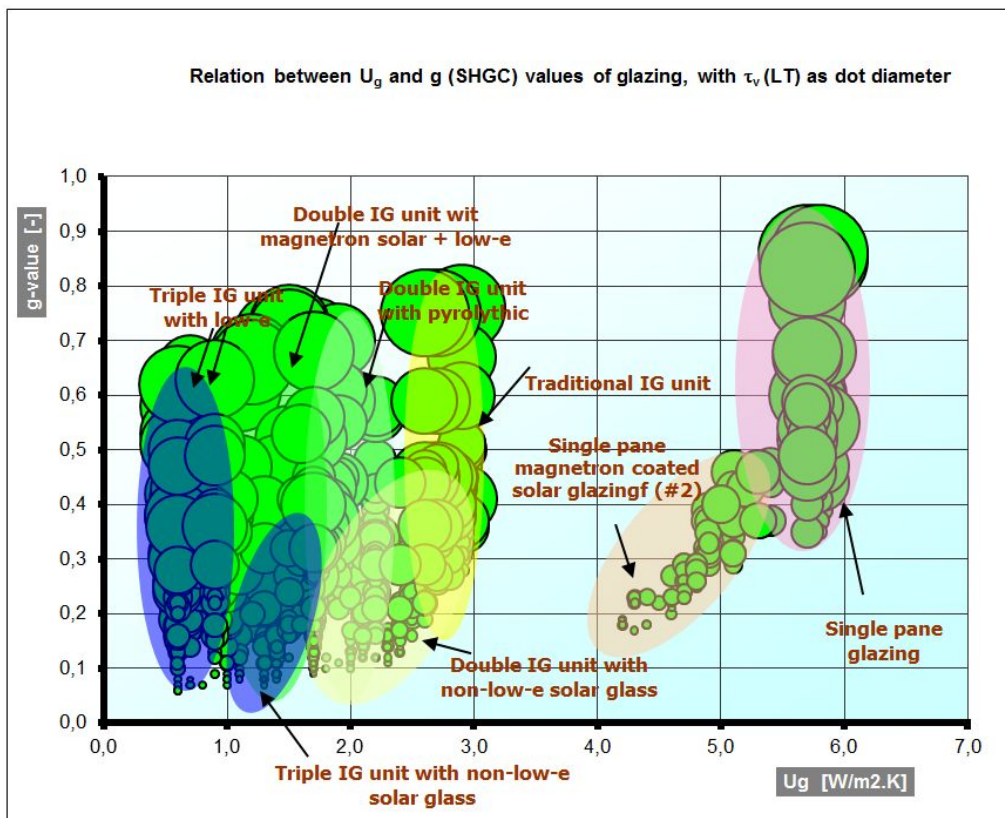 Relation between Ug and g (SHGC) values of glazing, with τv (LT) as dot diameter
g-value [-]
1,0
0,9
0,8
0,7
0,6
0,5
0,4
0,3
0,2
0,1
0,0
Double IG unit wit
magnetron solar + low-e
Triple IG unit
with low-e
Double IG unit
with pyrolythic
Traditional IG unit
Single pane
magnetron coated
solar glazingf (#2)
Single pane
glazing
Double IG unit with
non-low-e solar glass
Triple IG unit with non-low-e
solar glass
0,0 1,0 2,0 3,0 4,0 5,0 6,0 7,0
Ug [W/m2.K]